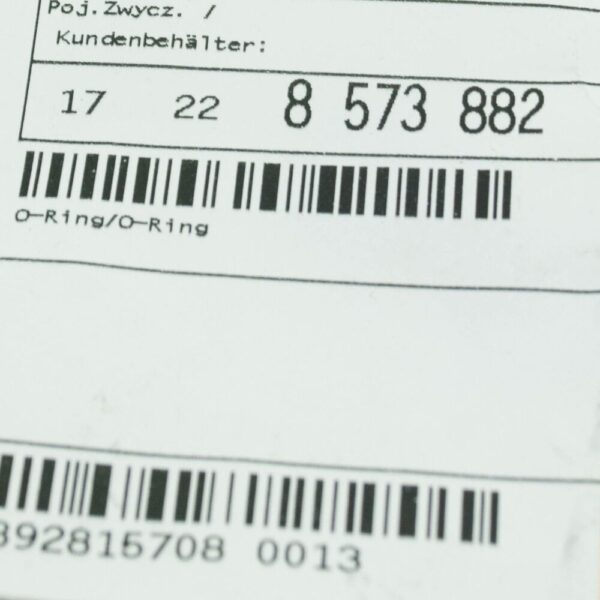 Poj.Zwycz. /
Kundenbehälter:
17 22 8 573 882
O-Ring/O-Ring
392815708 0013